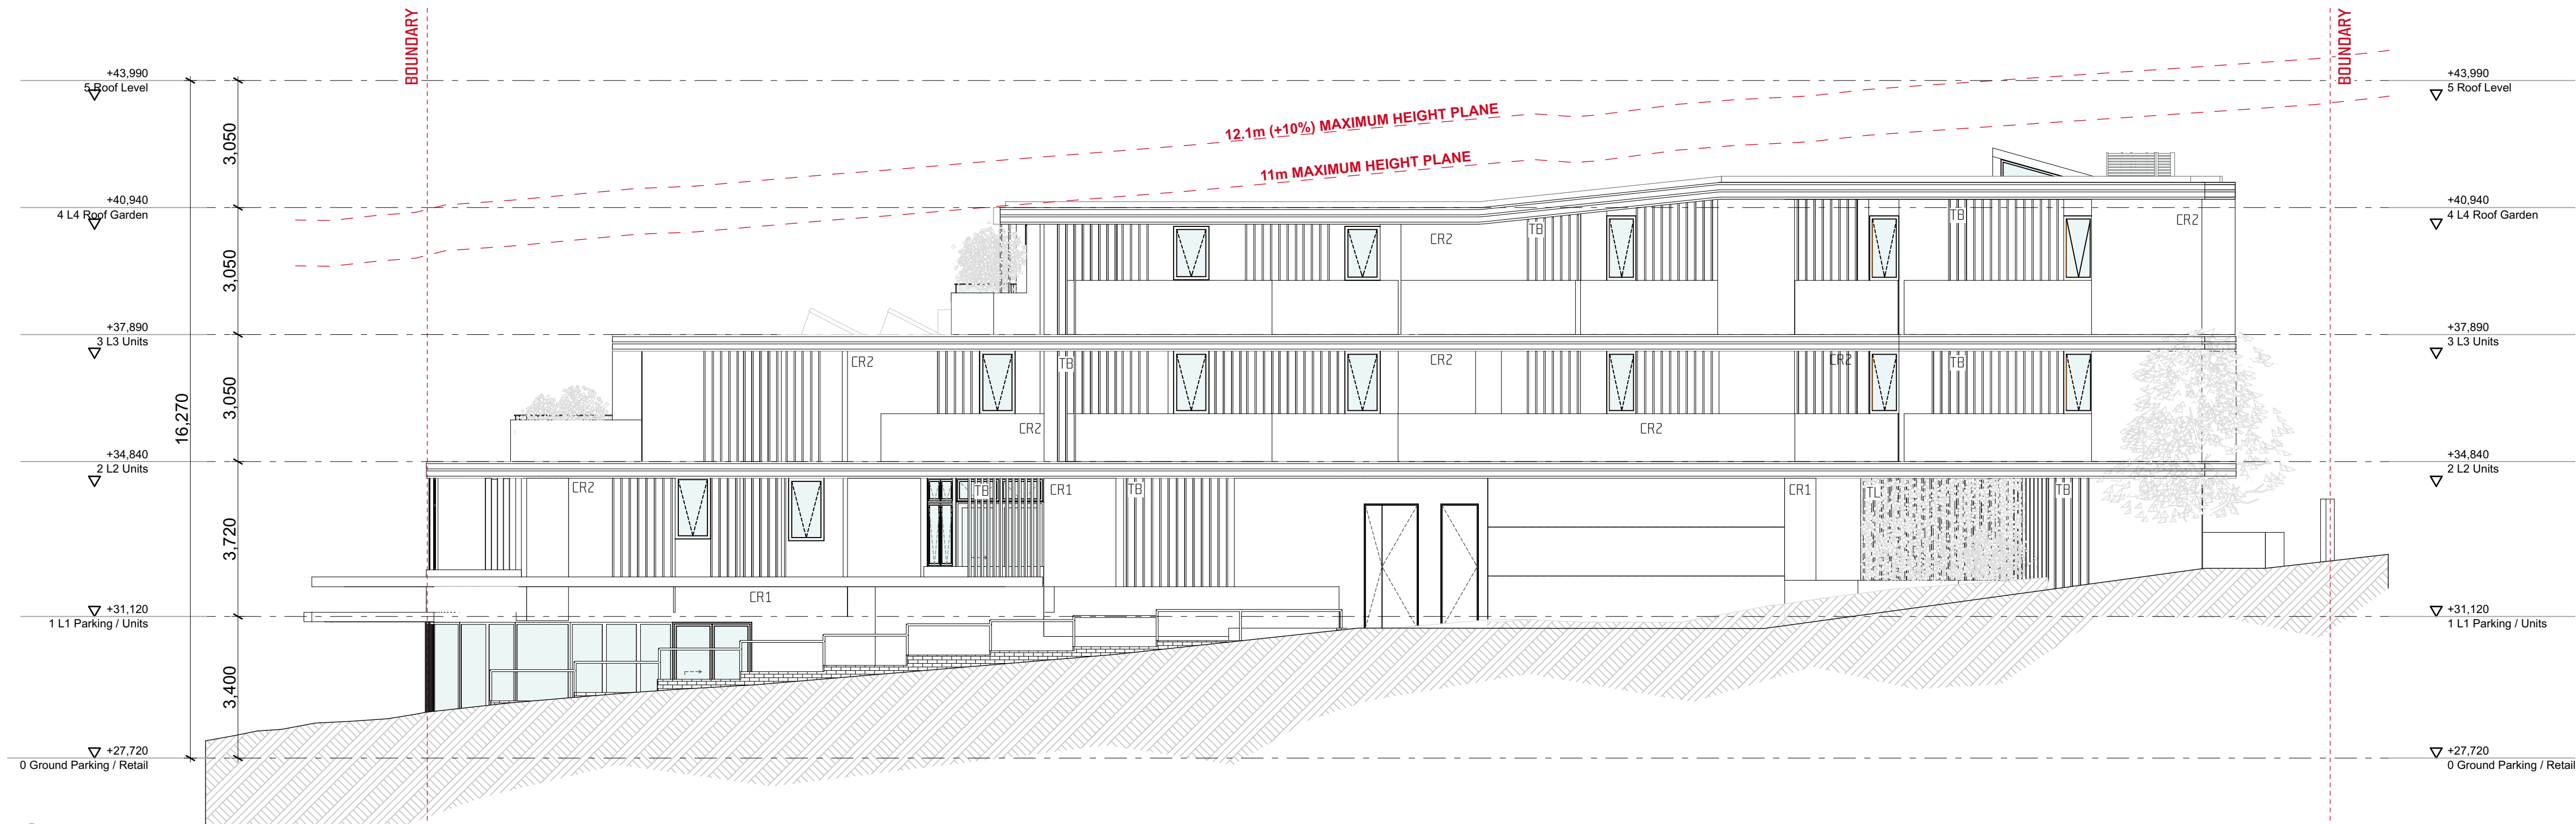 BOUNDARY
BOUNDARY
+43,990
5 Roof Level
+43,990
5 Roof Level
3,050
12.1m (+10%) MAXIMUM HEIGHT PLANE
11m MAXIMUM HEIGHT PLANE
+40,940
4 L4 Roof Garden
TB
CR2
+40,940
4 L4 Roof Garden
CR2
TB
3,050
+37,890
3 L3 Units
CR2
TB
CR2
CR2
TB
+37,890
3 L3 Units
3,050
16,270
CR2
CR2
+34,840
2 L2 Units
+34,840
2 L2 Units
CR2
TB
CR1
TB
CR1
TL
TB
3,720
CR1
+31,120
1 L1 Parking / Units
+31,120
1 L1 Parking / Units
3,400
+27,720
0 Ground Parking / Retail
+27,720
0 Ground Parking / Retail